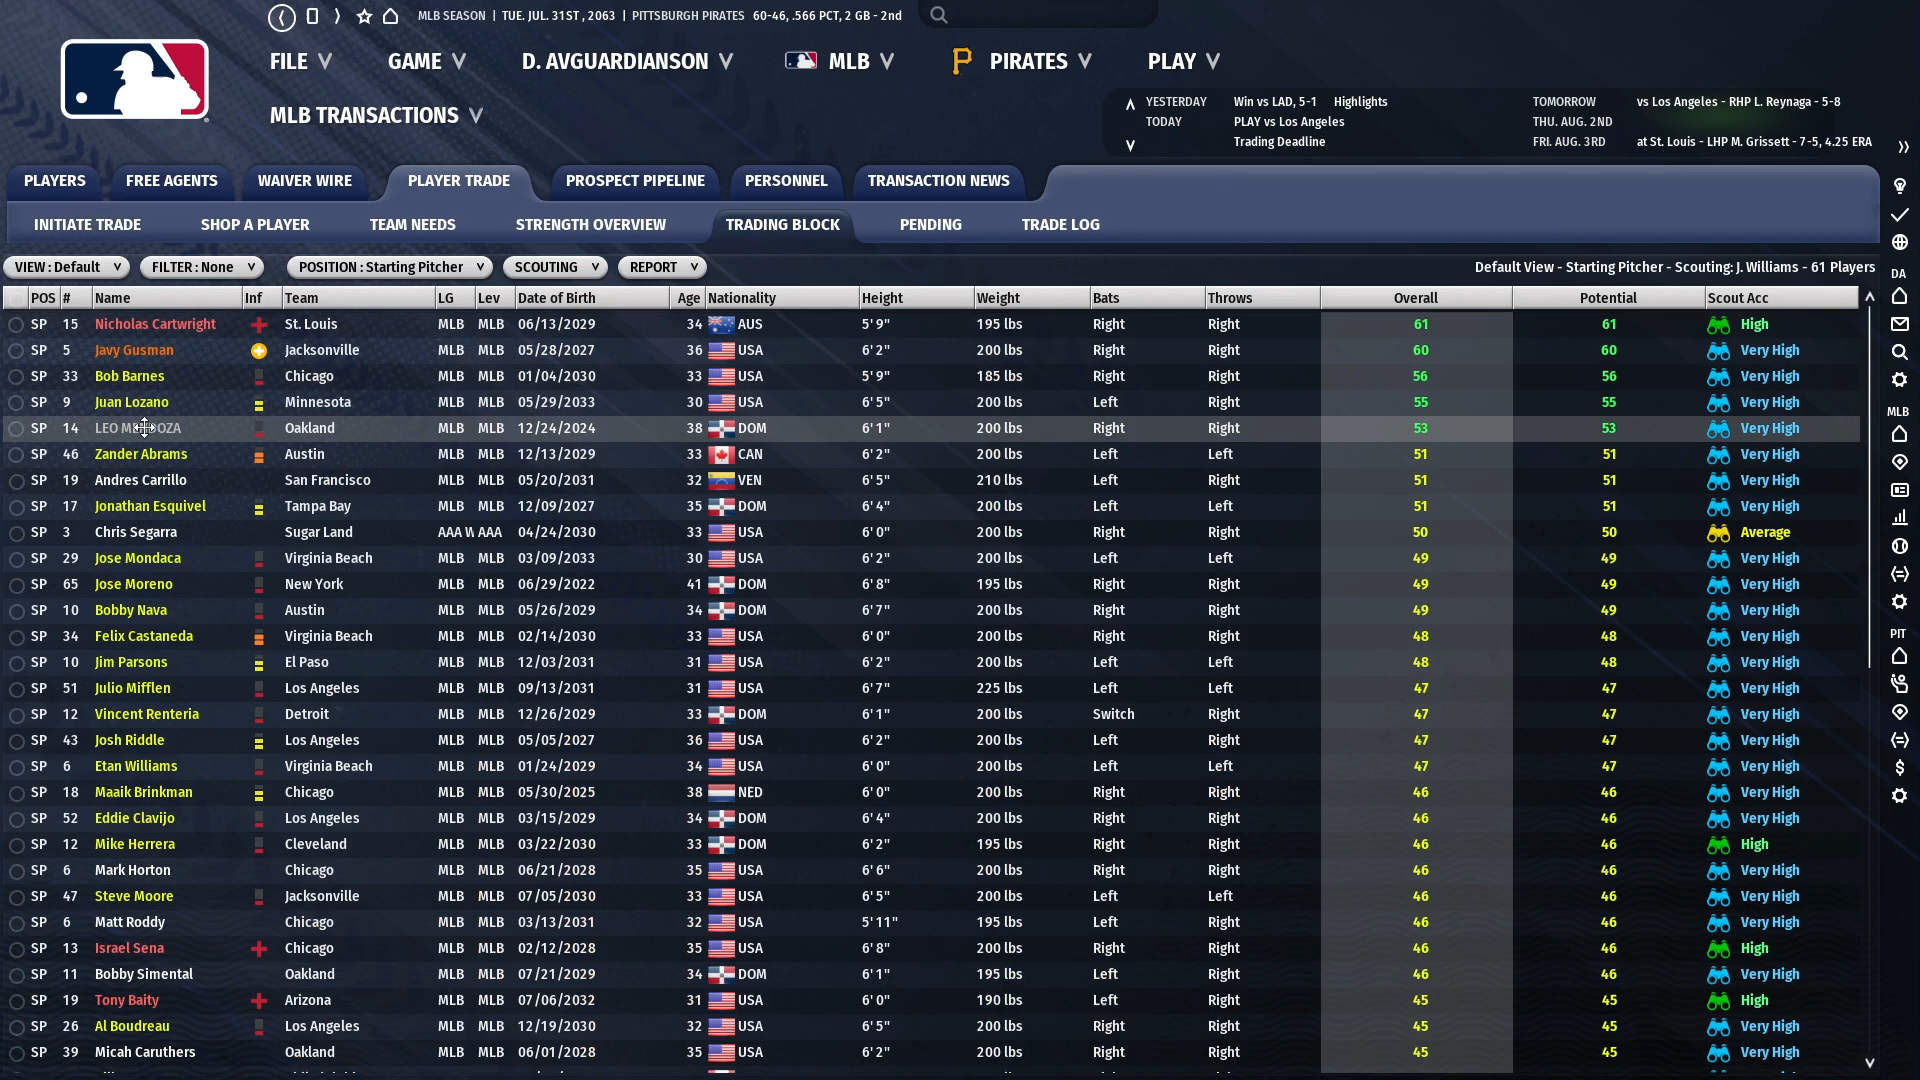 MLB SEASON | TUE. JUL. 31ST , 2063 | PITTSBURGH PIRATES 60-46, .566 PCT, 2 GB - 2nd
FILE GAME D. AVGUARDIANSON MLB PIRATES PLAY
MLB TRANSACTIONS
YESTERDAY Win vs LAD, 5-1 Highlights TOMORROW vs Los Angeles - RHP L. Reynaga - 5-8
TODAY PLAY vs Los Angeles THU. AUG. 2ND
Trading Deadline FRI. AUG. 3RD at St. Louis - LHP M. Grissett - 7-5, 4.25 ERA
PLAYERS FREE AGENTS WAIVER WIRE PLAYER TRADE PROSPECT PIPELINE PERSONNEL TRANSACTION NEWS
INITIATE TRADE SHOP A PLAYER TEAM NEEDS STRENGTH OVERVIEW TRADING BLOCK PENDING TRADE LOG
VIEW : Default FILTER : None POSITION : Starting Pitcher SCOUTING REPORT Default View - Starting Pitcher - Scouting: J. Williams - 61 Players
POS # Name Inf Team LG Lev Date of Birth Age Nationality Height Weight Bats Throws Overall Potential Scout Acc
SP 15 Nicholas Cartwright St. Louis MLB MLB 06/13/2029 34 AUS 5' 9" 195 lbs Right Right 61 61 High
SP 5 Javy Gusman Jacksonville MLB MLB 05/28/2027 36 USA 6' 2" 200 lbs Right Right 60 60 Very High
SP 33 Bob Barnes Chicago MLB MLB 01/04/2030 33 USA 5' 9" 185 lbs Right Right 56 56 Very High
SP 9 Juan Lozano Minnesota MLB MLB 05/29/2033 30 USA 6' 5" 200 lbs Left Right 55 55 Very High
SP 14 LEO Oakland MLB MLB 12/24/2024 38 DOM 6' 1" 200 lbs Right Right 53 53 Very High
SP 46 Zander Abrams Austin MLB MLB 12/13/2029 33 CAN 6' 2" 200 lbs Left Left 51 51 Very High
SP 19 Andres Carrillo San Francisco MLB MLB 05/20/2031 32 VEN 6' 5" 210 lbs Left Right 51 51 Very High
SP 17 Jonathan Esquivel Tampa Bay MLB MLB 12/09/2027 35 DOM 6' 4" 200 lbs Left Left 51 51 Very High
SP 3 Chris Segarra Sugar Land AAA W AAA 04/24/2030 33 USA 6' 0" 200 lbs Right Right 50 50 Average
SP 29 Jose Mondaca Virginia Beach MLB MLB 03/09/2033 30 USA 6' 2" 200 lbs Left Left 49 49 Very High
SP 65 Jose Moreno New York MLB MLB 06/29/2022 41 DOM 6' 8" 195 lbs Right Right 49 49 Very High
SP 10 Bobby Nava Austin MLB MLB 05/26/2029 34 DOM 6' 7" 200 lbs Right Right 49 49 Very High
SP 34 Felix Castaneda Virginia Beach MLB MLB 02/14/2030 33 USA 6' 0" 200 lbs Right Right 48 48 Very High
SP 10 Jim Parsons El Paso MLB MLB 12/03/2031 31 USA 6' 2" 200 lbs Left Left 48 48 Very High
SP 51 Julio Mifflen Los Angeles MLB MLB 09/13/2031 31 USA 6' 7" 225 lbs Left Left 47 47 Very High
SP 12 Vincent Renteria Detroit MLB MLB 12/26/2029 33 DOM 6' 1" 200 lbs Switch Right 47 47 Very High
SP 43 Josh Riddle Los Angeles MLB MLB 05/05/2027 36 USA 6' 2" 200 lbs Left Right 47 47 Very High
SP 6 Etan Williams Virginia Beach MLB MLB 01/24/2029 34 USA 6' 0" 200 lbs Left Left 47 47 Very High
SP 18 Maaik Brinkman Chicago MLB MLB 05/30/2025 38 NED 6' 0" 200 lbs Right Right 46 46 Very High
SP 52 Eddie Clavijo Los Angeles MLB MLB 03/15/2029 34 DOM 6' 4" 200 lbs Right Right 46 46 Very High
SP 12 Mike Herrera Cleveland MLB MLB 03/22/2030 33 DOM 6' 2" 195 lbs Right Right 46 46 High
SP 6 Mark Horton Chicago MLB MLB 06/21/2028 35 USA 6' 6" 200 lbs Right Right 46 46 Very High
SP 47 Steve Moore Jacksonville MLB MLB 07/05/2030 33 USA 6' 5" 200 lbs Left Left 46 46 Very High
SP 6 Matt Roddy Chicago MLB MLB 03/13/2031 32 USA 5' 11" 195 lbs Left Right 46 46 Very High
SP 13 Israel Sena Chicago MLB MLB 02/12/2028 35 USA 6' 8" 200 lbs Right Right 46 46 High
SP 11 Bobby Simental Oakland MLB MLB 07/21/2029 34 DOM 6' 1" 195 lbs Left Right 46 46 Very High
SP 19 Tony Baity Arizona MLB MLB 07/06/2032 31 USA 6' 0" 190 lbs Left Right 45 45 High
SP 26 Al Boudreau Los Angeles MLB MLB 12/19/2030 32 USA 6' 5" 200 lbs Right Right 45 45 Very High
SP 39 Micah Caruthers Oakland MLB MLB 06/01/2028 35 USA 6' 2" 200 lbs Right Right 45 45 Very High
DA
MLB
PIT